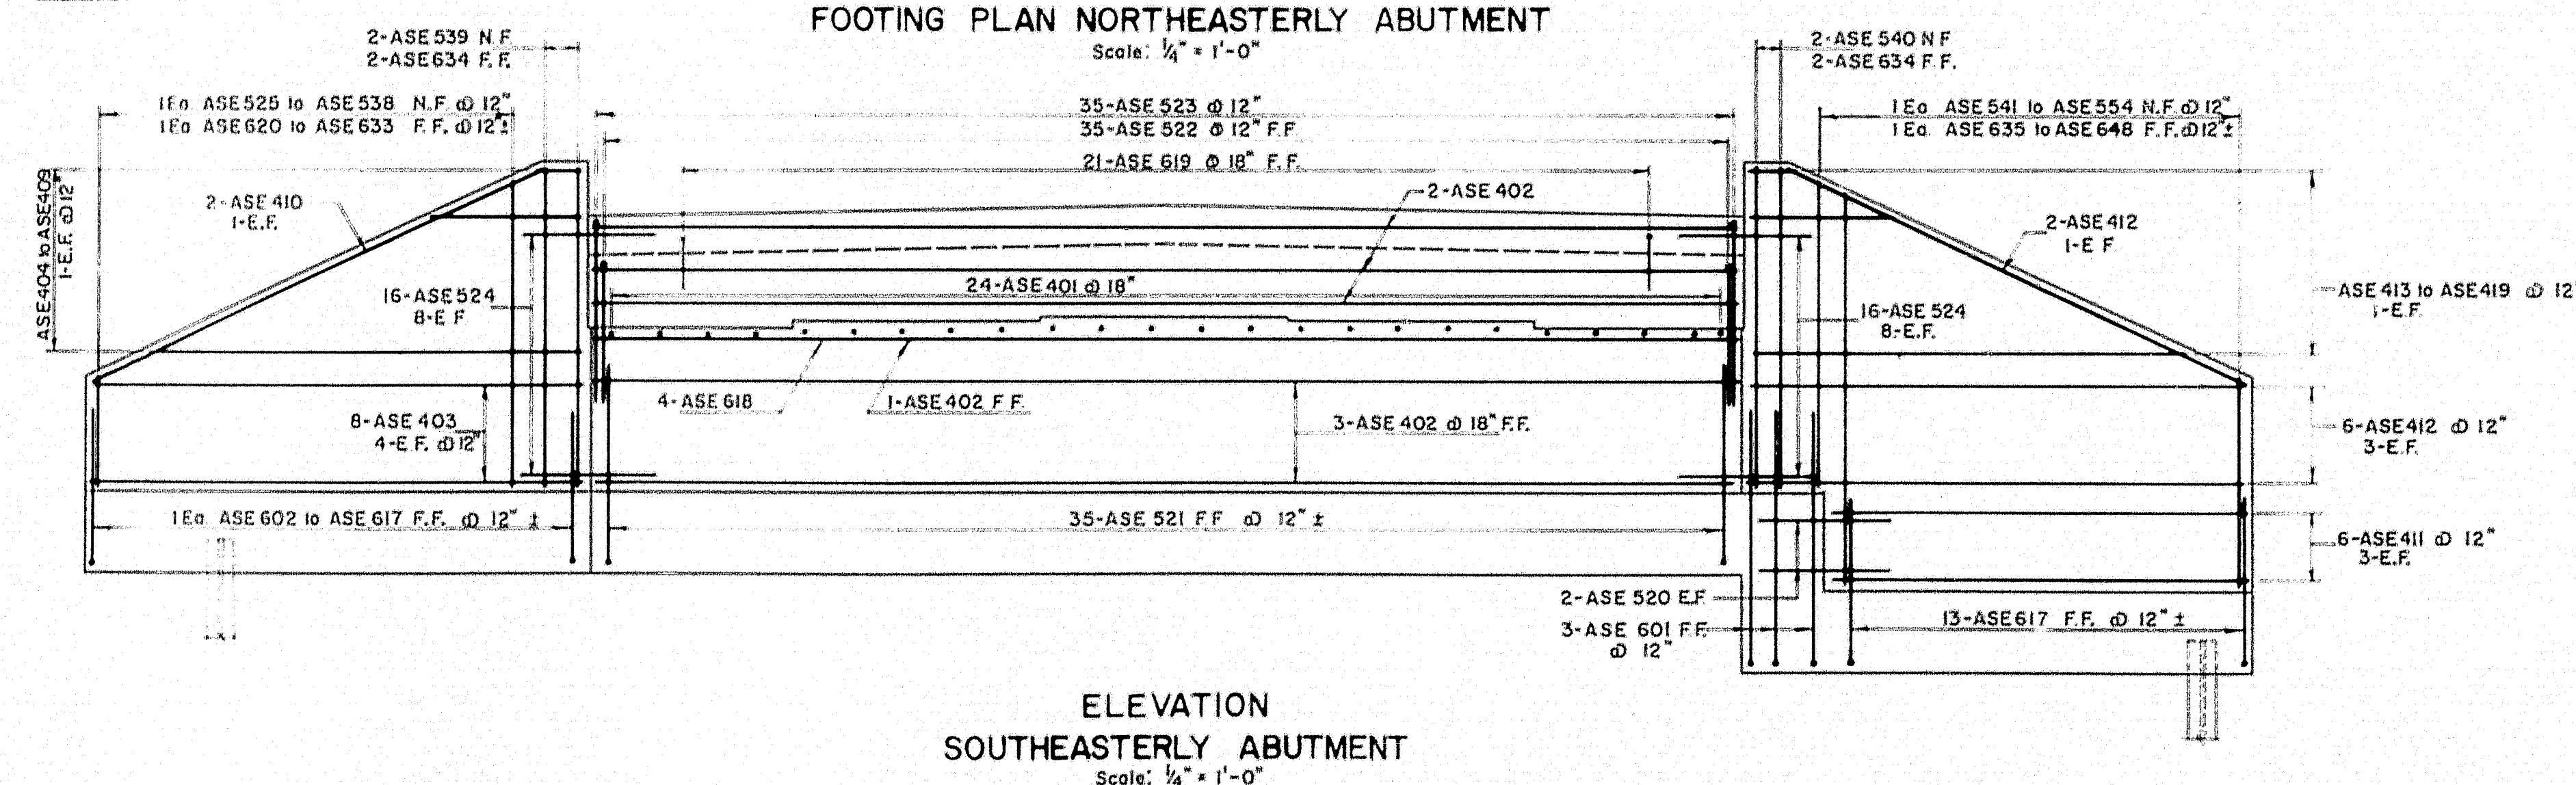 FOOTING PLAN NORTHEASTERLY ABUTMENT
Scale: 1/4" = 1'-0"
2-ASE 539 N.F.
2-ASE 634 F.F.
2-ASE 540 N F
2-ASE 634 F.F.
1 Ea. ASE 525 to ASE 538 N.F. @ 12"
1 Ea. ASE 620 to ASE 633 F.F. @ 12" ±
35-ASE 523 @ 12"
35-ASE 522 @ 12" F.F.
21-ASE 619 @ 18" F.F.
1 Ea. ASE 541 to ASE 554 N.F. @ 12"
1 Ea. ASE 635 to ASE 648 F.F. @ 12" ±
ASE 404 to ASE 409
1-E.F. @ 12"
2-ASE 410
1-E.F.
2-ASE 402
2-ASE 412
1-E F.
16-ASE 524
8-E F
24-ASE 401 @ 18"
16-ASE 524
8-E.F.
ASE 413 to ASE 419 @ 12"
1-E.F.
8-ASE 403
4-E.F. @ 12"
4-ASE 618
1-ASE 402 F F.
3-ASE 402 @ 18" F.F.
6-ASE 412 @ 12"
3-E.F.
1 Ea. ASE 602 to ASE 617 F.F. @ 12" ±
35-ASE 521 F.F @ 12" ±
6-ASE 411 @ 12"
3-E.F.
2-ASE 520 E.F.
3-ASE 601 F.F.
@ 12"
13-ASE 617 F.F. @ 12" ±
ELEVATION
SOUTHEASTERLY ABUTMENT
Scale: 1/4" = 1'-0"